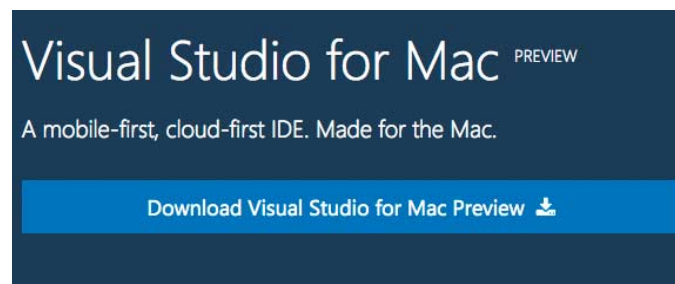 Visual Studio for Mac PREVIEW
A mobile-first, cloud-first IDE. Made for the Mac.
Download Visual Studio for Mac Preview